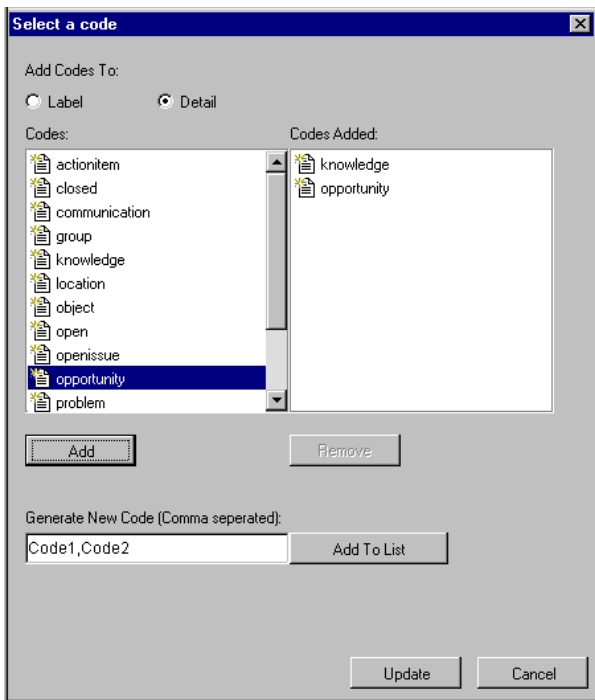 Select a code
Add Codes To:
Label Detail
Codes: Codes Added:
actionitem knowledge
closed opportunity
communication
group
knowledge
location
object
open
openissue
opportunity
problem
Add Remove
Generate New Code (Comma seperated):
Code1,Code2 Add To List
Update Cancel